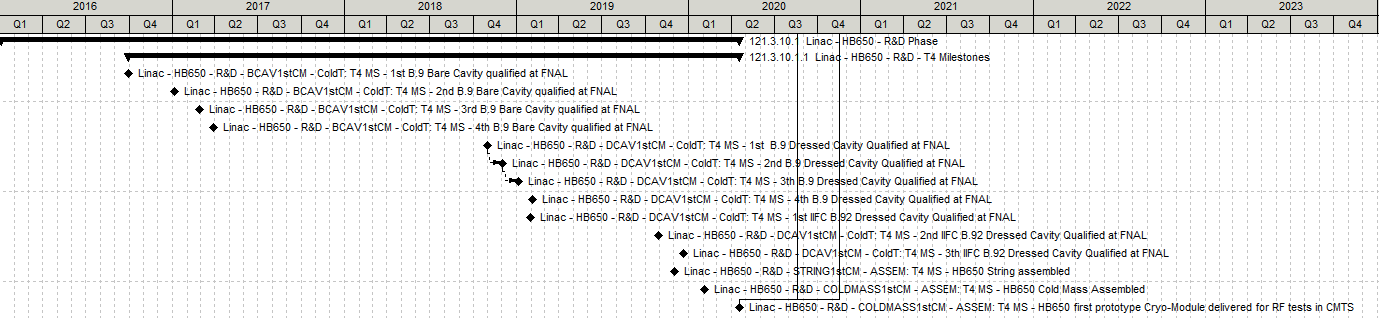 2016 2017 2018 2019 2020 2021 2022 2023
Q1 Q2 Q3 Q4 Q1 Q2 Q3 Q4 Q1 Q2 Q3 Q4 Q1 Q2 Q3 Q4 Q1 Q2 Q3 Q4 Q1 Q2 Q3 Q4 Q1 Q2 Q3 Q4 Q1 Q2 Q3 Q4
121.3.10.1 Linac - HB650 - R&D Phase
121.3.10.1.1 Linac - HB650 - R&D - T4 Milestones
Linac - HB650 - R&D - BCAV1stCM - ColdT: T4 MS - 1st B.9 Bare Cavity qualified at FNAL
Linac - HB650 - R&D - BCAV1stCM - ColdT: T4 MS - 2nd B.9 Bare Cavity qualified at FNAL
Linac - HB650 - R&D - BCAV1stCM - ColdT: T4 MS - 3rd B.9 Bare Cavity qualified at FNAL
Linac - HB650 - R&D - BCAV1stCM - ColdT: T4 MS - 4th B.9 Bare Cavity qualified at FNAL
Linac - HB650 - R&D - DCAV1stCM - ColdT: T4 MS - 1st B.9 Dressed Cavity Qualified at FNAL
Linac - HB650 - R&D - DCAV1stCM - ColdT: T4 MS - 2nd B.9 Dressed Cavity Qualified at FNAL
Linac - HB650 - R&D - DCAV1stCM - ColdT: T4 MS - 3th B.9 Dressed Cavity Qualified at FNAL
Linac - HB650 - R&D - DCAV1stCM - ColdT: T4 MS - 4th B.9 Dressed Cavity Qualified at FNAL
Linac - HB650 - R&D - DCAV1stCM - ColdT: T4 MS - 1st IIFC B.92 Dressed Cavity Qualified at FNAL
Linac - HB650 - R&D - DCAV1stCM - ColdT: T4 MS - 2nd IIFC B.92 Dressed Cavity Qualified at FNAL
Linac - HB650 - R&D - DCAV1stCM - ColdT: T4 MS - 3th IIFC B.92 Dressed Cavity Qualified at FNAL
Linac - HB650 - R&D - STRING1stCM - ASSEM: T4 MS - HB650 String assembled
Linac - HB650 - R&D - COLDMASS1stCM - ASSEM: T4 MS - HB650 Cold Mass Assembled
Linac - HB650 - R&D - COLDMASS1stCM - ASSEM: T4 MS - HB650 first prototype Cryo-Module delivered for RF tests in CMTS